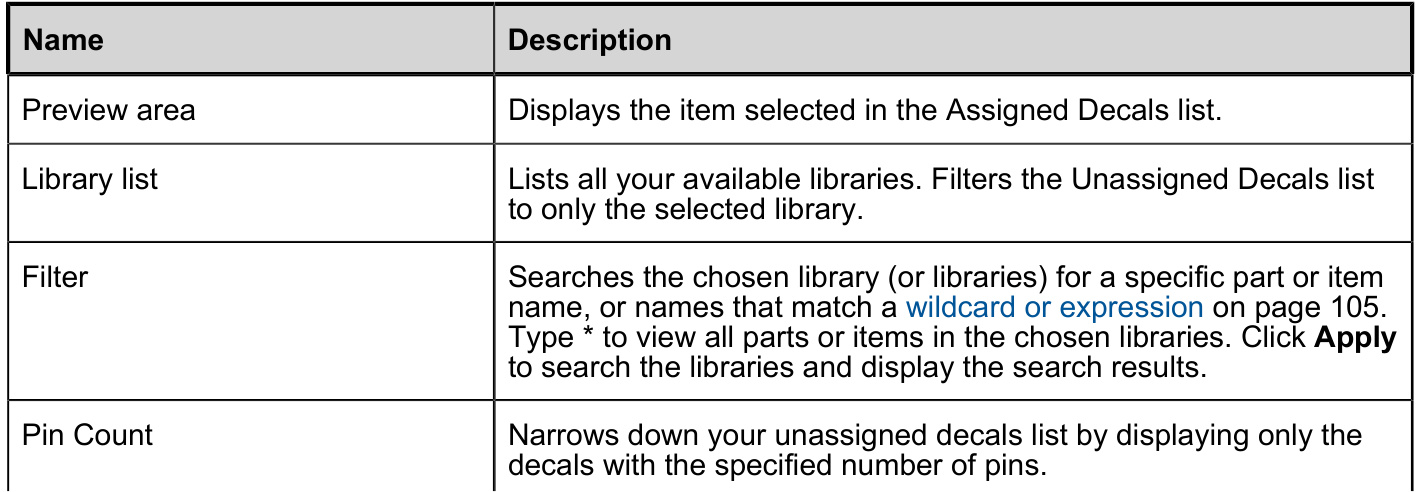 Name Description
Preview area Displays the item selected in the Assigned Decals list.
Library list Lists all your available libraries. Filters the Unassigned Decals list
to only the selected library.
Filter Searches the chosen library (or libraries) for a specific part or item
name, or names that match a wildcard or expression on page 105.
Type * to view all parts or items in the chosen libraries. Click Apply
to search the libraries and display the search results.
Pin Count Narrows down your unassigned decals list by displaying only the
decals with the specified number of pins.